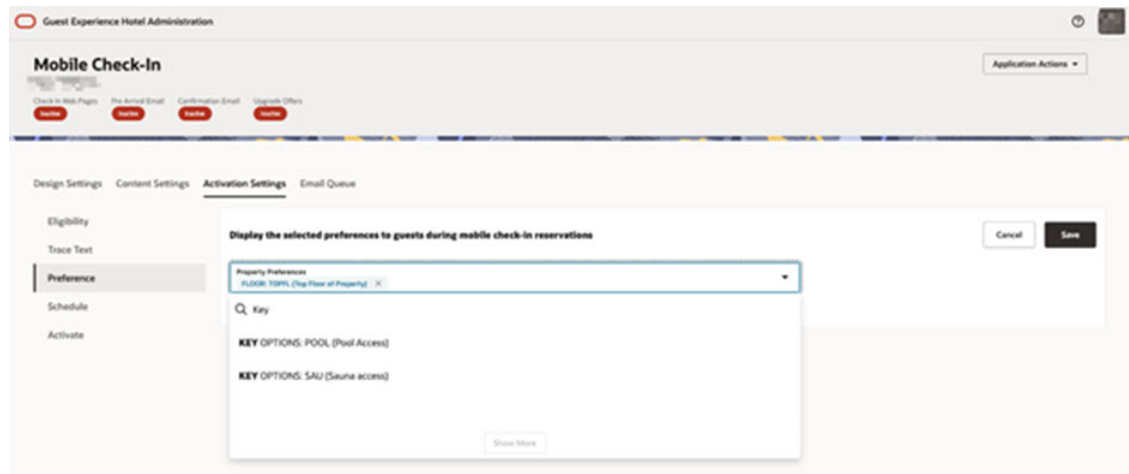 Guest Experience Hotel Administration
Mobile Check-In
Application Actions
Check In Web Pages Pre Arrival Email Confirmation Email Upgrade Offers
Inactive Inactive Inactive Inactive
Design Settings Content Settings Activation Settings Email Queue
Eligibility
Trace Text
Preference
Schedule
Activate
Display the selected preferences to guests during mobile check-in reservations
Cancel Save
Property Preferences
FLOOR: TOPFL (Top Floor of Property) X
Key
KEY OPTIONS: POOL (Pool Access)
KEY OPTIONS: SAU (Sauna access)
Show More